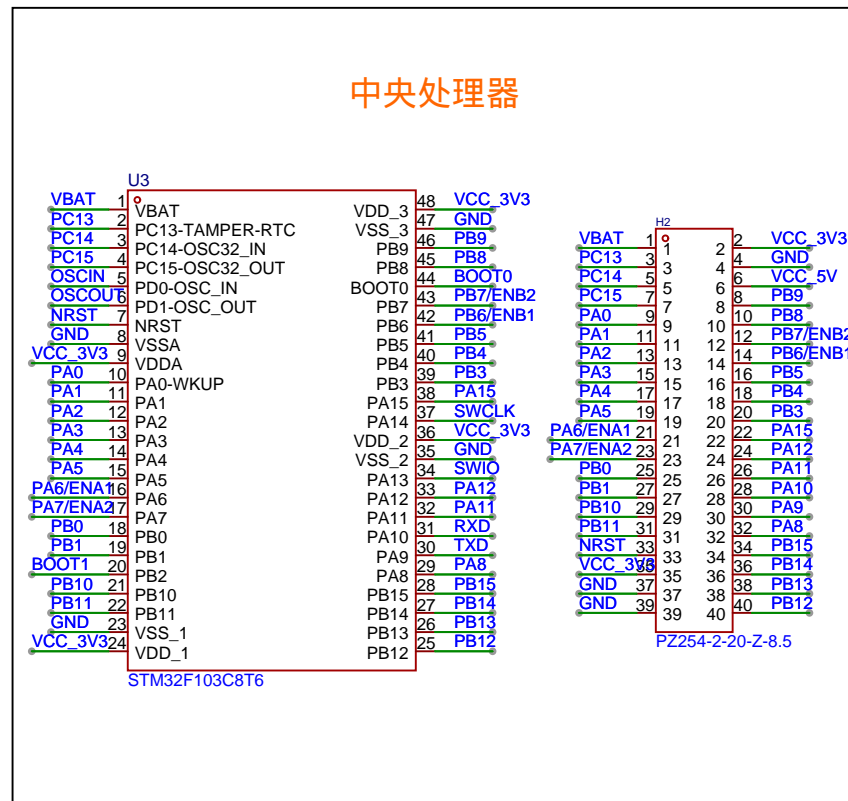 中央处理器
U3
VBAT 1 VBAT VDD_3 48 VCC_3V3
PC13 2 PC13-TAMPER-RTC VSS_3 47 GND
PC14 3 PC14-OSC32_IN PB9 46 PB9
PC15 4 PC15-OSC32_OUT PB8 45 PB8
OSCIN 5 PD0-OSC_IN BOOT0 44 BOOT0
OSCOUT 6 PD1-OSC_OUT PB7 43 PB7/ENB2
NRST 7 NRST PB6 42 PB6/ENB1
GND 8 VSSA PB5 41 PB5
VCC_3V3 9 VDDA PB4 40 PB4
PA0 10 PA0-WKUP PB3 39 PB3
PA1 11 PA1 PA15 38 PA15
PA2 12 PA2 PA14 37 SWCLK
PA3 13 PA3 VDD_2 36 VCC_3V3
PA4 14 PA4 VSS_2 35 GND
PA5 15 PA5 PA13 34 SWIO
PA6/ENA1 16 PA6 PA12 33 PA12
PA7/ENA2 17 PA7 PA11 32 PA11
PB0 18 PB0 PA10 31 RXD
PB1 19 PB1 PA9 30 TXD
BOOT1 20 PB2 PA8 29 PA8
PB10 21 PB10 PB15 28 PB15
PB11 22 PB11 PB14 27 PB14
GND 23 VSS_1 PB13 26 PB13
VCC_3V3 24 VDD_1 PB12 25 PB12
STM32F103C8T6
H2
VBAT 1 1 2 2 VCC_3V3
PC13 3 3 4 4 GND
PC14 5 5 6 6 VCC_5V
PC15 7 7 8 8 PB9
PA0 9 9 10 10 PB8
PA1 11 11 12 12 PB7/ENB2
PA2 13 13 14 14 PB6/ENB1
PA3 15 15 16 16 PB5
PA4 17 17 18 18 PB4
PA5 19 19 20 20 PB3
PA6/ENA1 21 21 22 22 PA15
PA7/ENA2 23 23 24 24 PA12
PB0 25 25 26 26 PA11
PB1 27 27 28 28 PA10
PB10 29 29 30 30 PA9
PB11 31 31 32 32 PA8
NRST 33 33 34 34 PB15
VCC_3V3 35 35 36 36 PB14
GND 37 37 38 38 PB13
GND 39 39 40 40 PB12
PZ254-2-20-Z-8.5